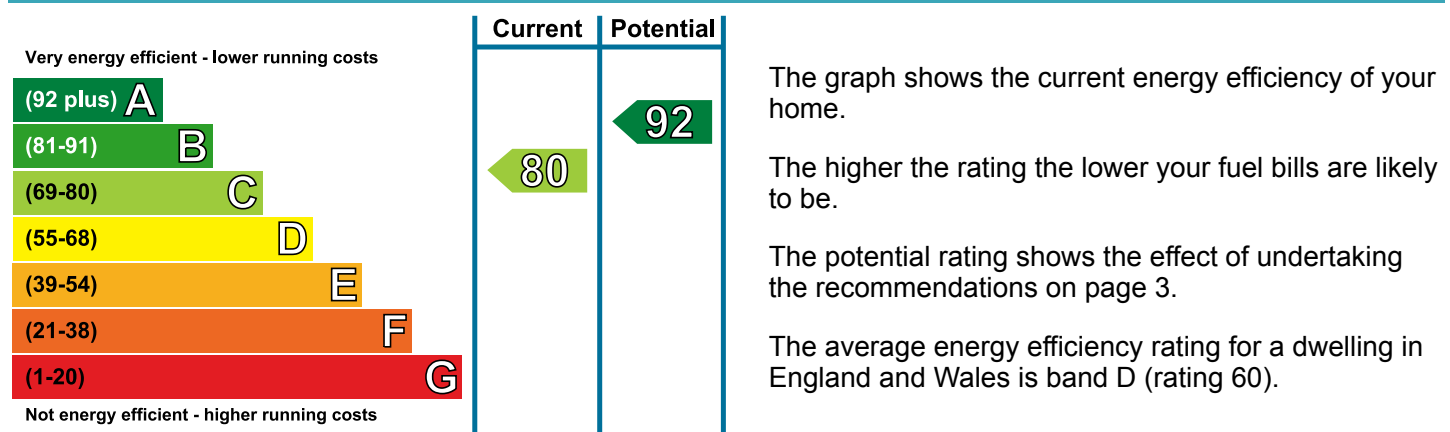 Current Potential
Very energy efficient - lower running costs
(92 plus) A
(81-91) B
(69-80) C
(55-68) D
(39-54) E
(21-38) F
(1-20) G
Not energy efficient - higher running costs
80
92
The graph shows the current energy efficiency of your
home.
The higher the rating the lower your fuel bills are likely
to be.
The potential rating shows the effect of undertaking
the recommendations on page 3.
The average energy efficiency rating for a dwelling in
England and Wales is band D (rating 60).